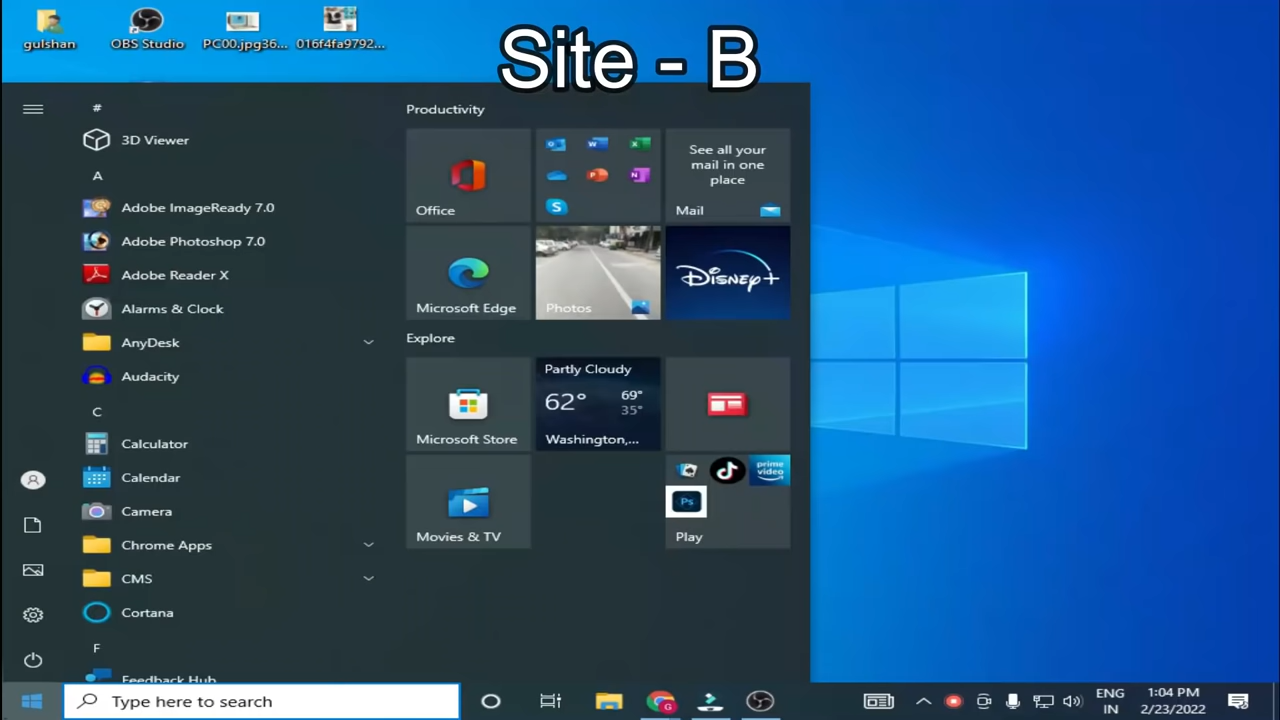 gulshan
OBS Studio
PC00.jpg36...
016f4fa9792...
Site - B
#
3D Viewer
A
Adobe ImageReady 7.0
Adobe Photoshop 7.0
Adobe Reader X
Alarms & Clock
AnyDesk
Audacity
C
Calculator
Calendar
Camera
Chrome Apps
CMS
Cortana
F
Feedback Hub
Productivity
Office
See all your
mail in one
place
Mail
Microsoft Edge
Photos
Disney+
Explore
Microsoft Store
Partly Cloudy
62° 69°
35°
Washington,...
Movies & TV
prime
video
Ps
Play
Type here to search
ENG
IN
1:04 PM
2/23/2022